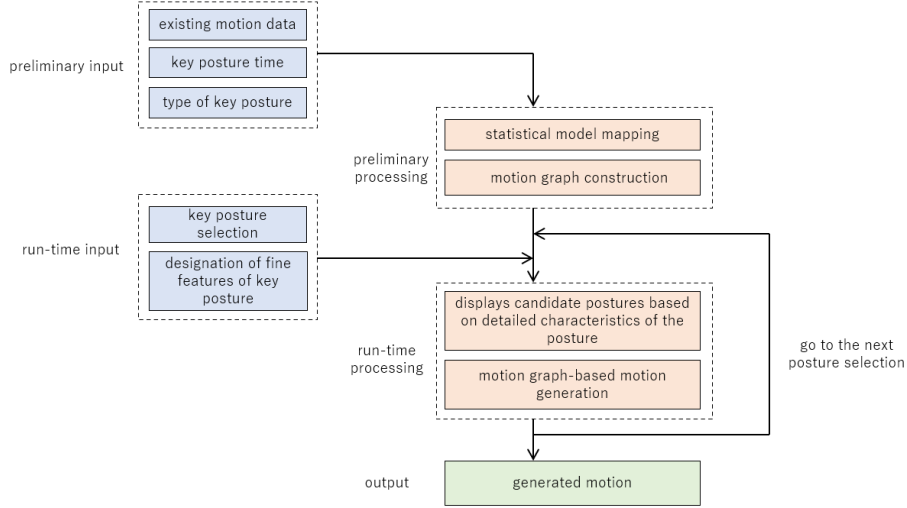 existing motion data
preliminary input
key posture time
type of key posture
statistical model mapping
preliminary
processing
motion graph construction
key posture
selection
run-time input
designation of fine
features of key
posture
displays candidate postures based
on detailed characteristics of the
posture
run-time
processing
motion graph-based motion
generation
go to the next
posture selection
output
generated motion